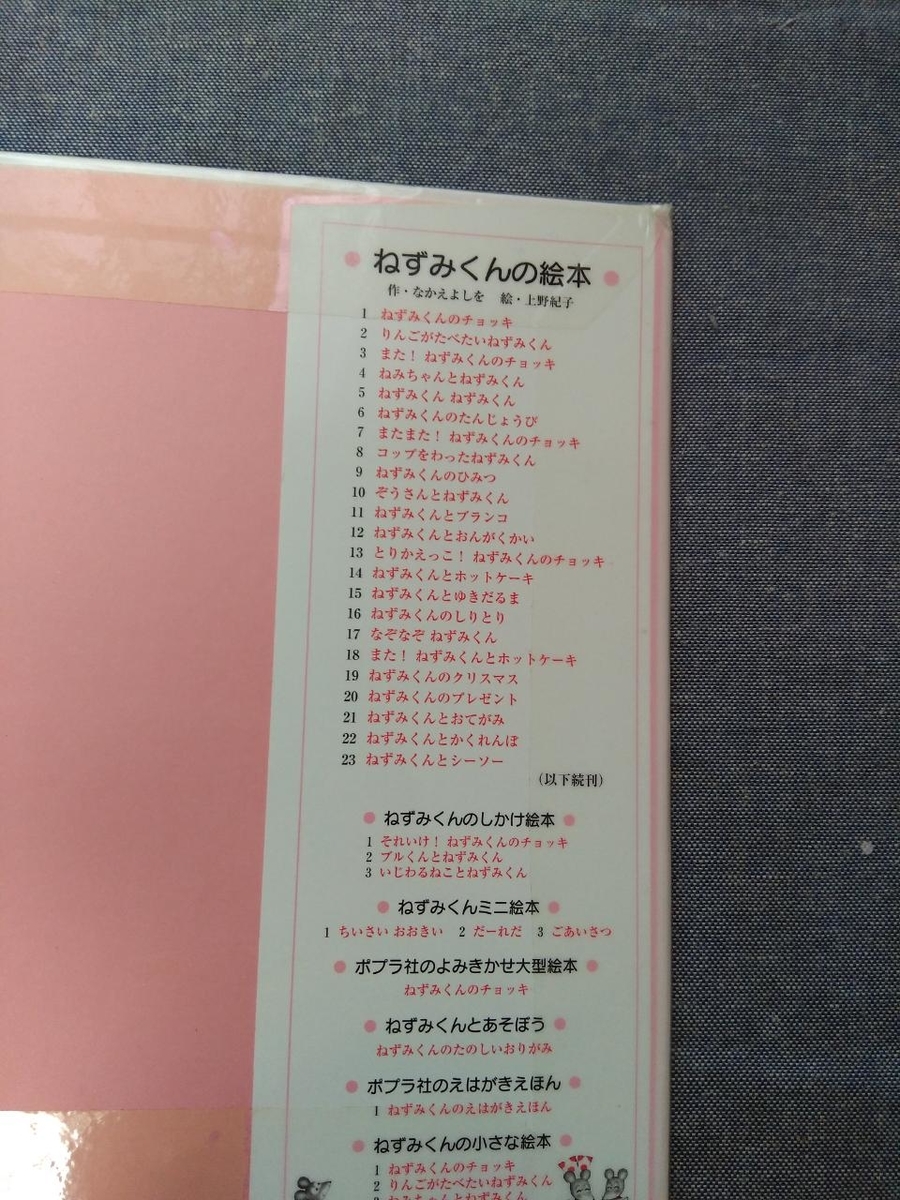 ねずみくんの絵本
作・なかえよしを 絵・上野紀子
1 ねずみくんのチョッキ
2 りんごがたべたいねずみくん
3 また！ ねずみくんのチョッキ
4 ねみちゃんとねずみくん
5 ねずみくん ねずみくん
6 ねずみくんのたんじょうび
7 またまた！ ねずみくんのチョッキ
8 コップをわったねずみくん
9 ねずみくんのひみつ
10 ぞうさんとねずみくん
11 ねずみくんとブランコ
12 ねずみくんとおんがくかい
13 とりかえっこ！ ねずみくんのチョッキ
14 ねずみくんとホットケーキ
15 ねずみくんとゆきだるま
16 ねずみくんのしりとり
17 なぞなぞ ねずみくん
18 また！ ねずみくんとホットケーキ
19 ねずみくんのクリスマス
20 ねずみくんのプレゼント
21 ねずみくんとおてがみ
22 ねずみくんとかくれんぼ
23 ねずみくんとシーソー
（以下続刊）
ねずみくんのしかけ絵本
1 それいけ！ ねずみくんのチョッキ
2 ブルくんとねずみくん
3 いじわるねことねずみくん
ねずみくんミニ絵本
1 ちいさい おおきい 2 だーれだ 3 ごあいさつ
ポプラ社のよみきかせ大型絵本
ねずみくんのチョッキ
ねずみくんとあそぼう
ねずみくんのたのしいおりがみ
ポプラ社のえはがきえほん
1 ねずみくんのえはがきえほん
ねずみくんの小さな絵本
1 ねずみくんのチョッキ
2 りんごがたべたいねずみくん